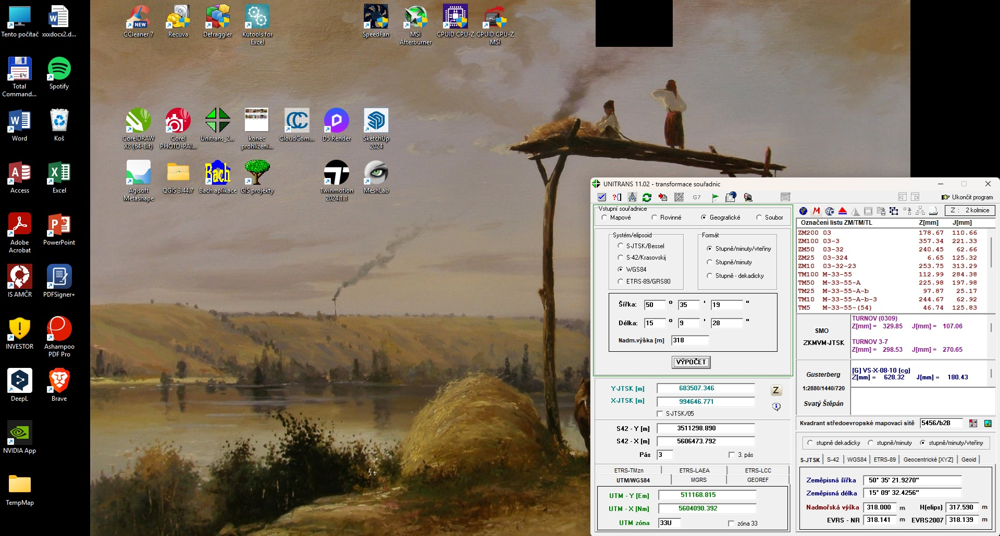 Tento počítač
xxxdocx2.d...
CCleaner 7
Recuva
Defraggler
Kutools for Excel
SpeedFan
MSI Afterburner
CPUID CPU-Z
CPUID CPU-Z MSI
Total Command...
Spotify
Word
Koš
CorelDRAW X8 (64-Bit)
Corel PHOTO-PAI...
Unitrans_2...
konec prohlížení...
CloudCom...
D5 Render
SketchUp 2024
Access
Excel
Agisoft Metashape
QGIS 3.44.7
Bach aplikace
GIS projekty
Twinmotion 2024.1.1
MeshLab
Adobe Acrobat
PowerPoint
IS AMČR
PDFSigner+
INVESTOR
Ashampoo PDF Pro
DeepL
Brave
NVIDIA App
TempMap
UNITRANS 11.02 - transformace souřadnic
G7
Ukončit program
Vstupní souřadnice
Mapové Rovinné Geografické Soubor
Systém/elipsoid
S-JTSK/Bessel
S-42/Krasovskij
WGS84
ETRS-89/GRS80
Formát
Stupně/minuty/vteřiny
Stupně/minuty
Stupně - dekadicky
Šířka: 50 ° 35 ' 19 "
Délka: 15 ° 9 ' 28 "
Nadm.výška [m] 318
VÝPOČET
Y-JTSK [m] 683507.346
Z
X-JTSK [m] 994646.771
S-JTSK/05
S42 - Y [m] 3511298.890
S42 - X [m] 5606473.792
Pás 3 3. pás
ETRS-TMzn ETRS-LAEA ETRS-LCC
UTM/WGS84 MGRS GEOREF
UTM - Y [Em] 511168.815
UTM - X [Nm] 5604090.392
UTM zóna 33U zóna 33
Z : 2 kolmice
Označení listu ZM/TM/TL Z[mm] J[mm]
ZM200 03 178.67 110.66
ZM100 03-3 357.34 221.33
ZM50 03-32 240.45 62.66
ZM25 03-324 6.65 125.32
ZM10 03-32-23 253.75 313.29
TM100 M-33-55 112.99 284.38
TM50 M-33-55-A 225.98 197.98
TM25 M-33-55-A-b 97.87 25.17
TM10 M-33-55-A-b-3 244.67 62.92
TM5 M-33-55-(54) 46.74 125.83
SMO
ZKMVM-JTSK
TURNOV (0309)
Z[mm] = 329.85 J[mm] = 107.06
TURNOV 3-7
Z[mm] = 298.53 J[mm] = 270.65
Gusterberg
1:2880/1440/720
Svatý Štěpán
[G] VS-X-08-10 (cg)
Z[mm] = 628.32 J[mm] = 180.43
Kvadrant středoevropské mapovací sítě 5456/b2B
stupně dekadicky stupně/minuty stupně/minuty/vteřiny
S-JTSK S-42 WGS84 ETRS-89 Geocentrické [XYZ] Geoid
Zeměpisná šířka 50° 35' 21.9270"
Zeměpisná délka 15° 09' 32.4256"
Nadmořská výška 318.000 m H(elips) 317.590 m
EVRS - NR 318.141 m EVRS2007 318.139 m